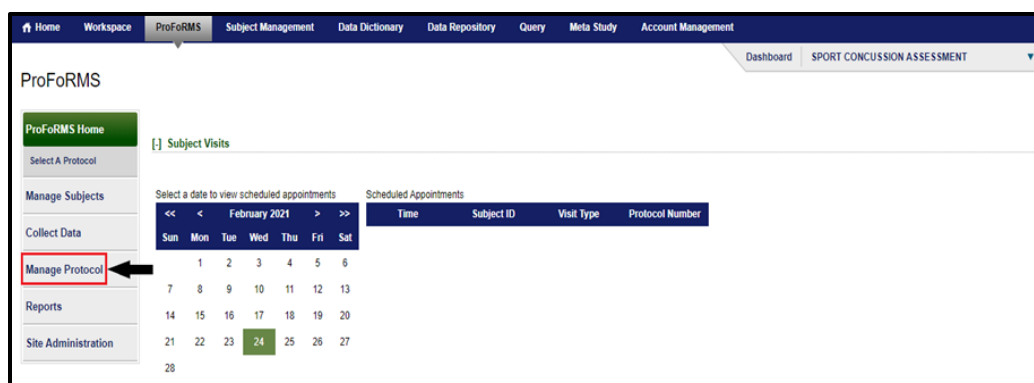 Home Workspace ProFoRMS Subject Management Data Dictionary Data Repository Query Meta Study Account Management
Dashboard SPORT CONCUSSION ASSESSMENT
ProFoRMS
ProFoRMS Home
Select A Protocol
Manage Subjects
Collect Data
Manage Protocol
Reports
Site Administration
[-] Subject Visits
Select a date to view scheduled appointments
<< < February 2021 > >>
Sun Mon Tue Wed Thu Fri Sat
1 2 3 4 5 6
7 8 9 10 11 12 13
14 15 16 17 18 19 20
21 22 23 24 25 26 27
28
Scheduled Appointments
Time Subject ID Visit Type Protocol Number